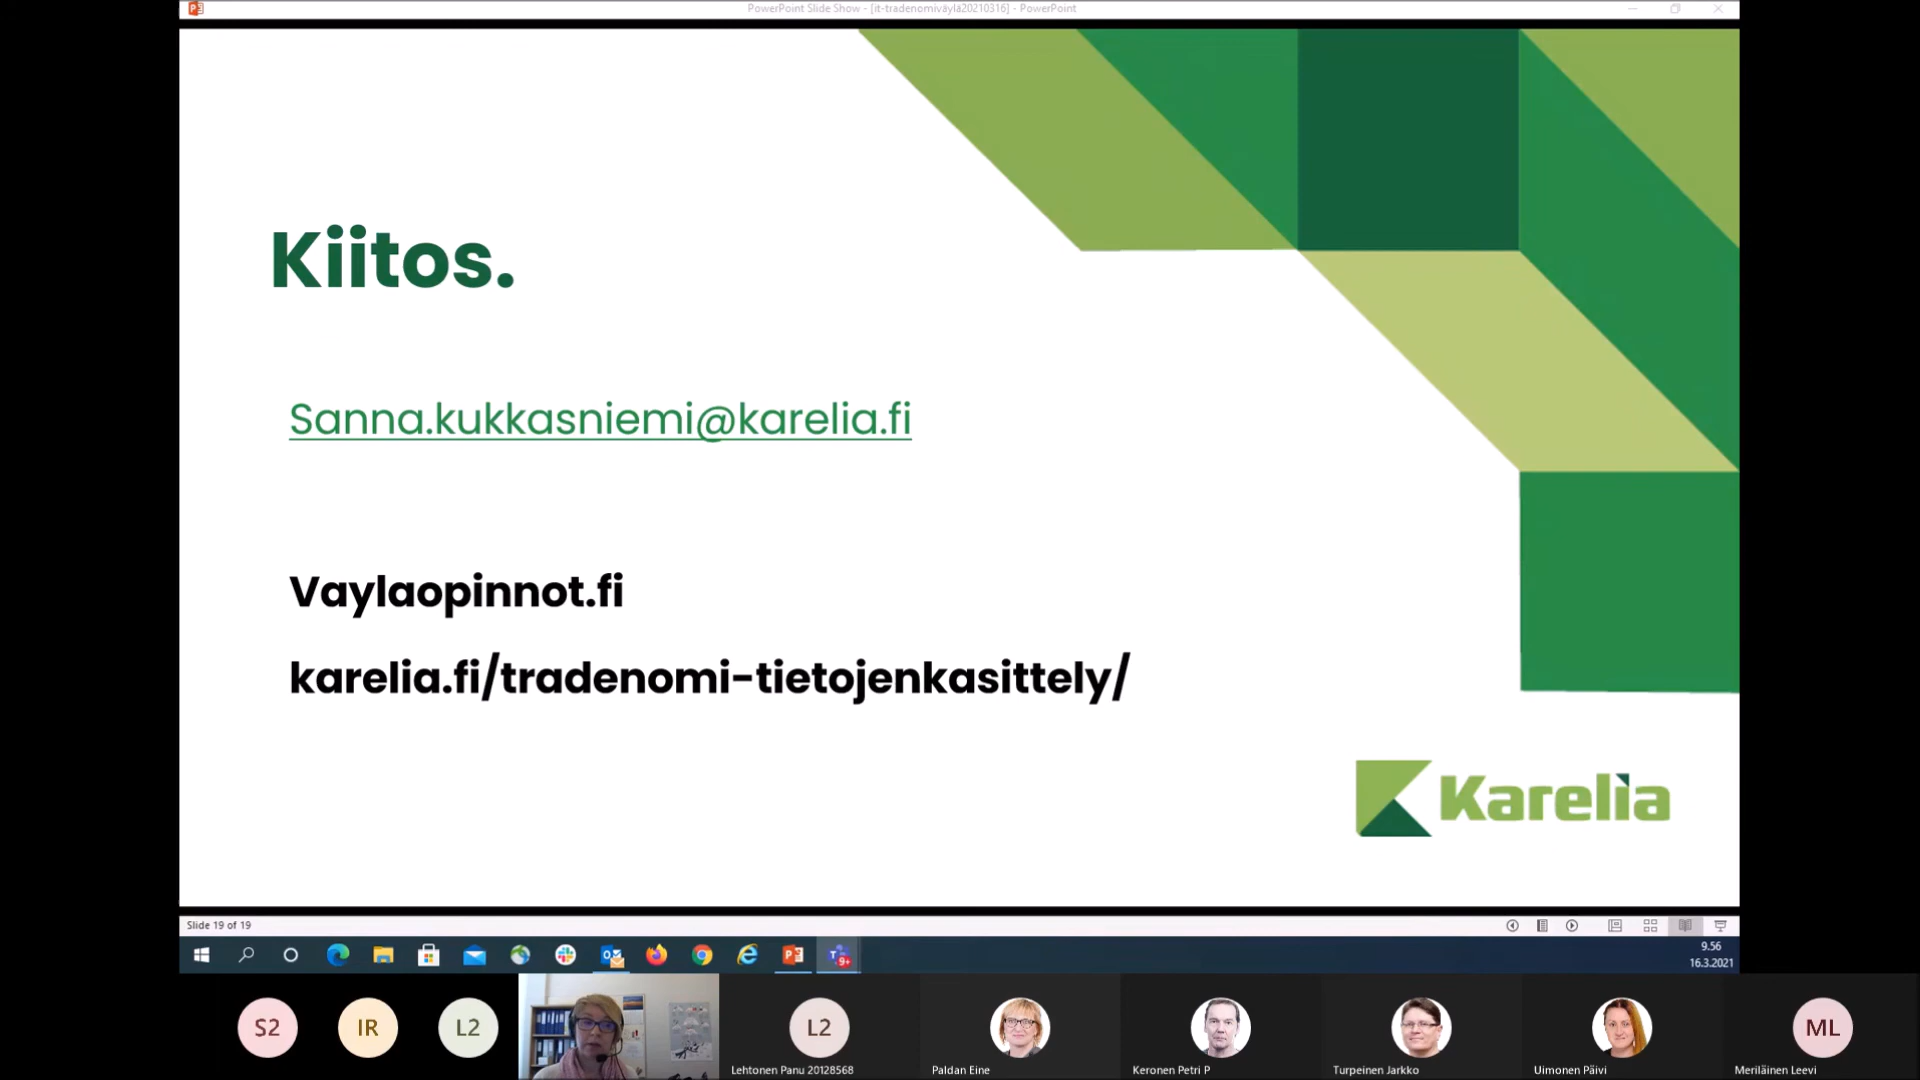 PowerPoint Slide Show - [it-tradenomiväylä20210316] - PowerPoint
Kiitos.
Sanna.kukkasniemi@karelia.fi
Vaylaopinnot.fi
karelia.fi/tradenomi-tietojenkasittely/
Karelia
Slide 19 of 19
9.56
16.3.2021
S2
IR
L2
L2
ML
Lehtonen Panu 20128568
Paldan Eine
Keronen Petri P
Turpeinen Jarkko
Uimonen Päivi
Meriläinen Leevi